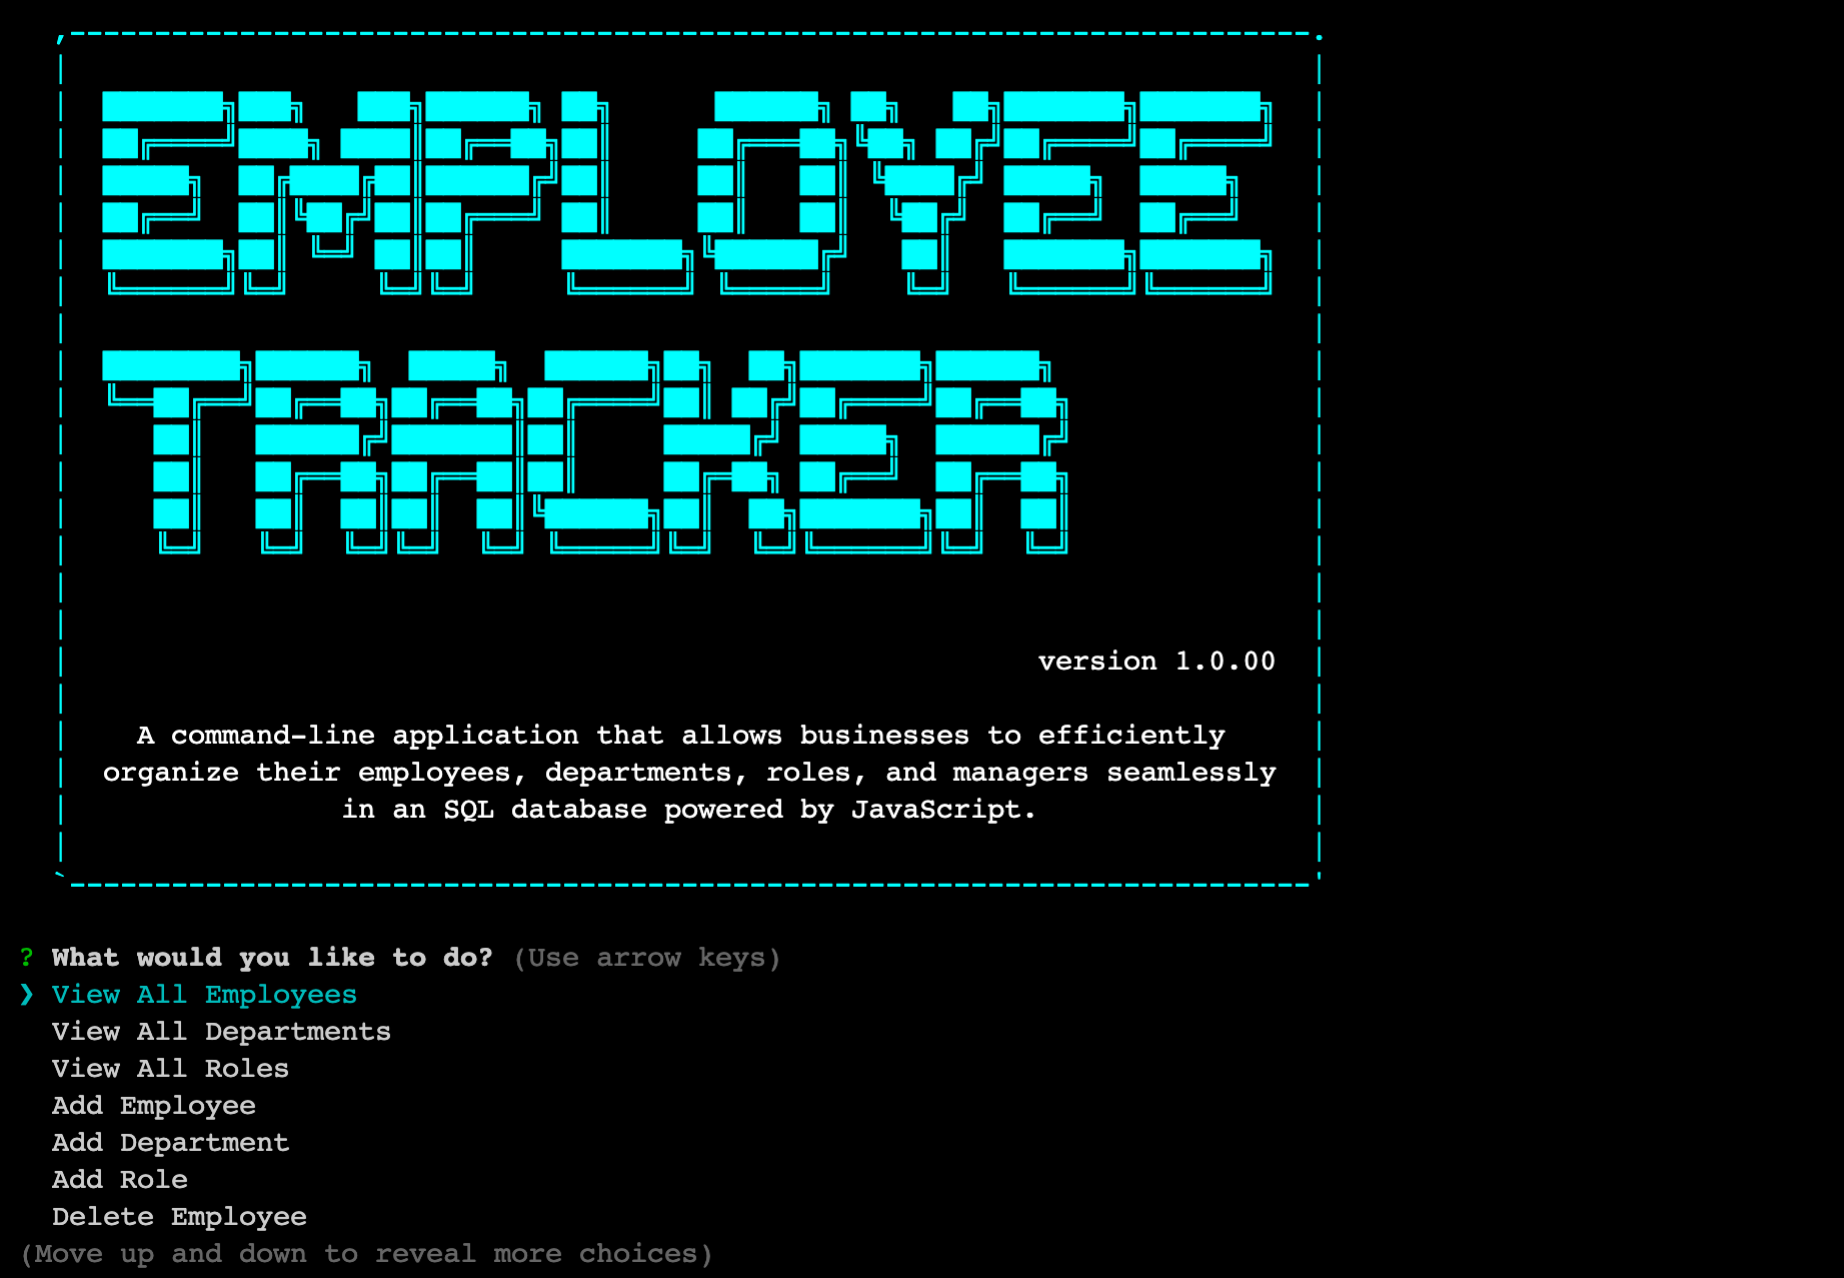 EMPLOYEE
TRACKER
version 1.0.00
A command-line application that allows businesses to efficiently
organize their employees, departments, roles, and managers seamlessly
in an SQL database powered by JavaScript.
? What would you like to do? (Use arrow keys)
❯ View All Employees
View All Departments
View All Roles
Add Employee
Add Department
Add Role
Delete Employee
(Move up and down to reveal more choices)